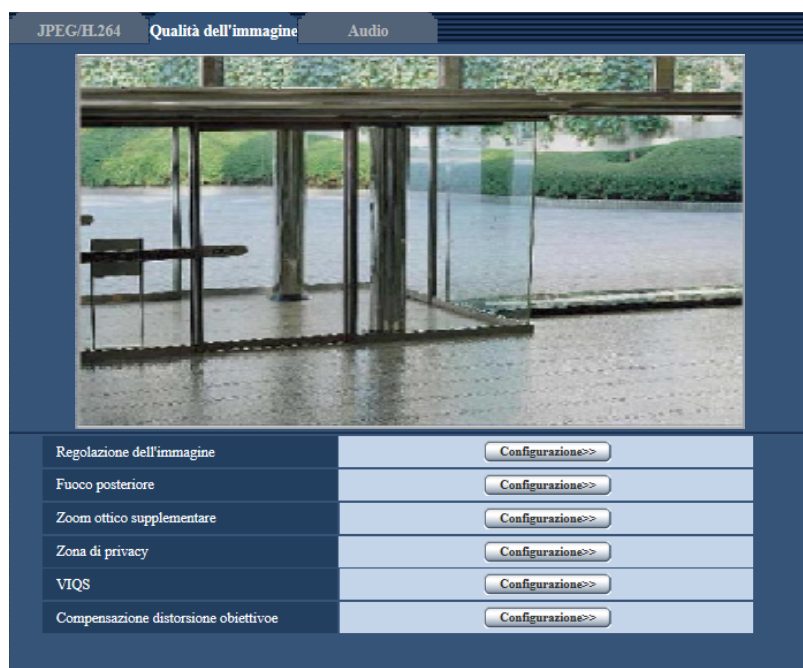 JPEG/H.264 Qualità dell'immagine Audio
Regolazione dell'immagine Configurazione>>
Fuoco posteriore Configurazione>>
Zoom ottico supplementare Configurazione>>
Zona di privacy Configurazione>>
VIQS Configurazione>>
Compensazione distorsione obiettivoe Configurazione>>